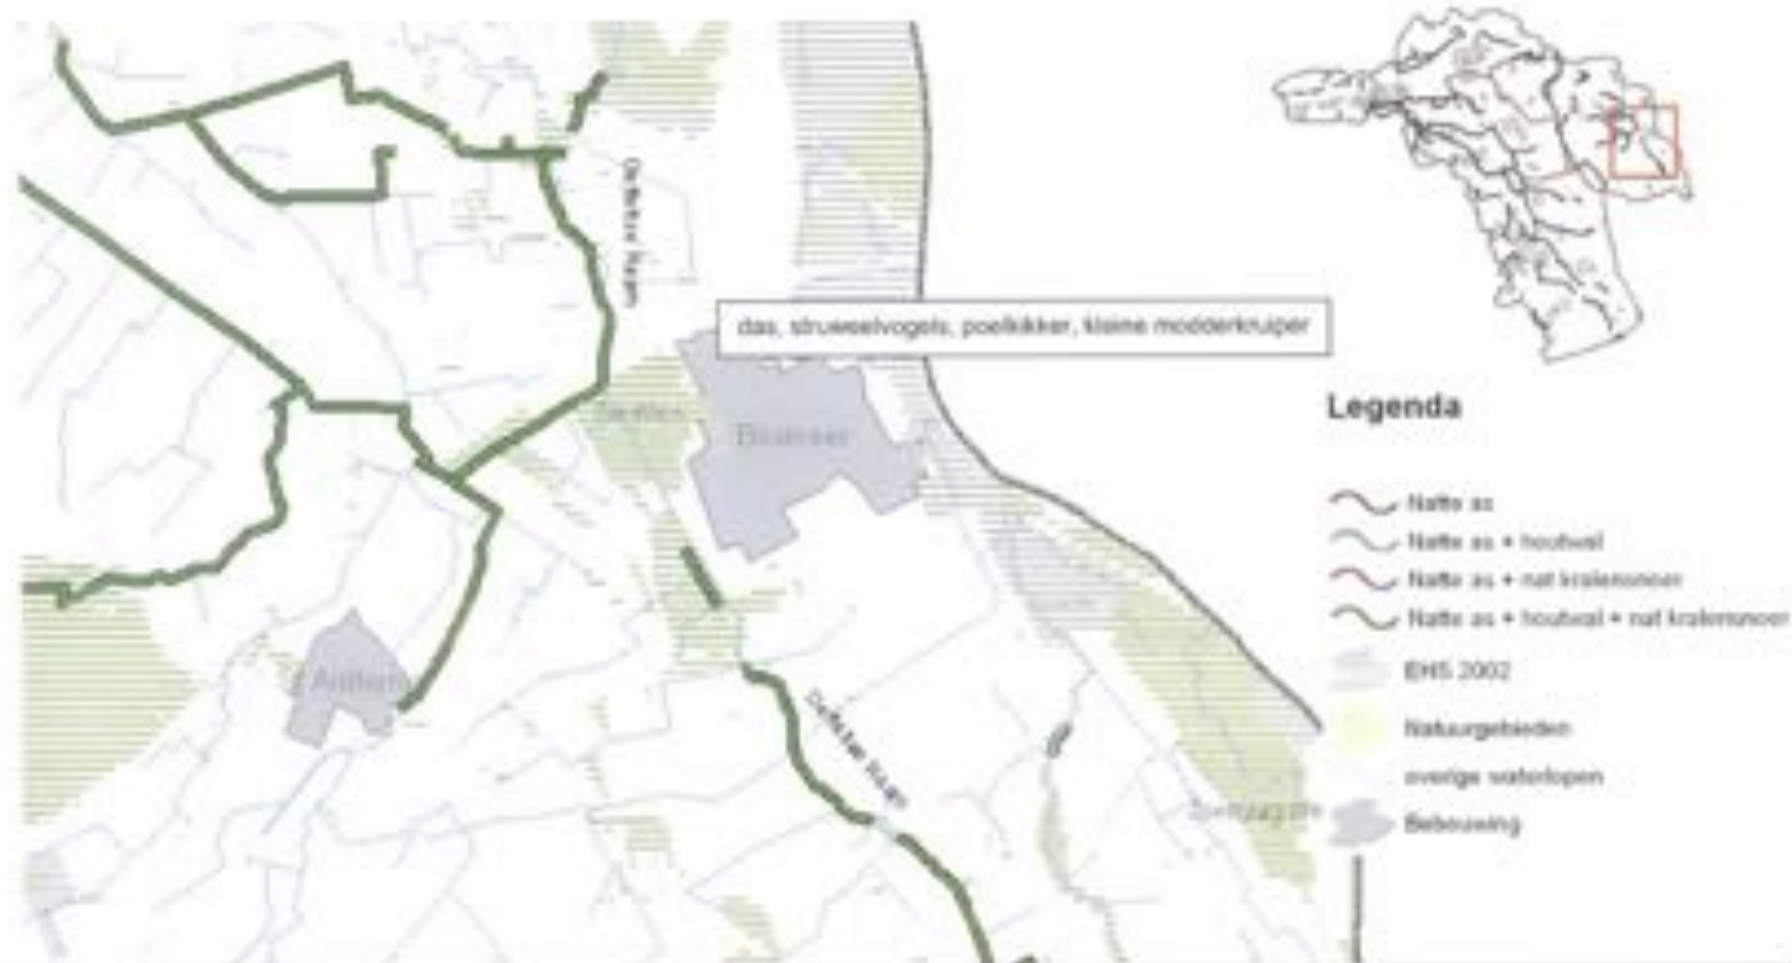 das, struweelvogels, poelkikker, kleine modderkruiper
Legenda
Natte as
Natte as + houtwal
Natte as + nat kralensnoer
Natte as + houtwal + nat kralensnoer
EHS 2002
Natuurgebieden
overige waterlopen
Bebouwing
Raam
Raam